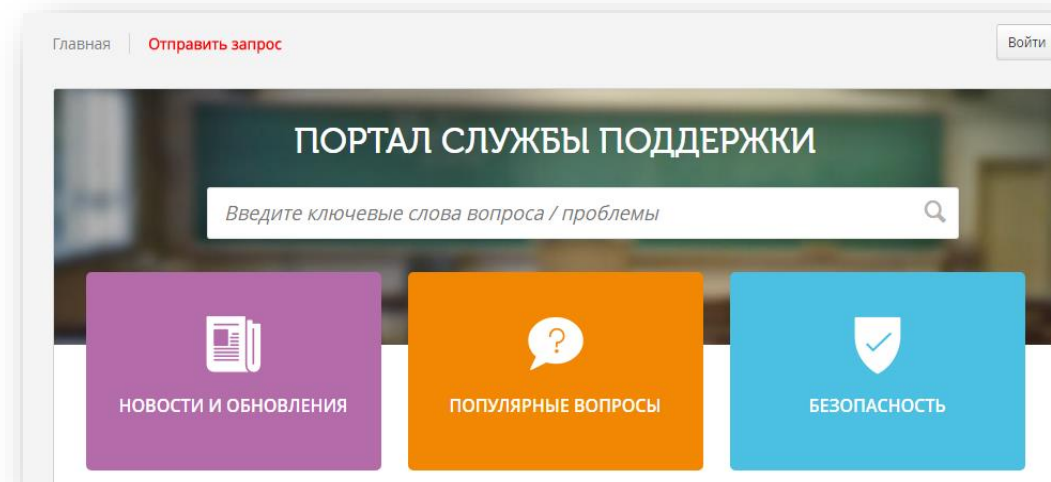 Главная Отправить запрос Войти
ПОРТАЛ СЛУЖБЫ ПОДДЕРЖКИ
Введите ключевые слова вопроса / проблемы
НОВОСТИ И ОБНОВЛЕНИЯ ПОПУЛЯРНЫЕ ВОПРОСЫ БЕЗОПАСНОСТЬ